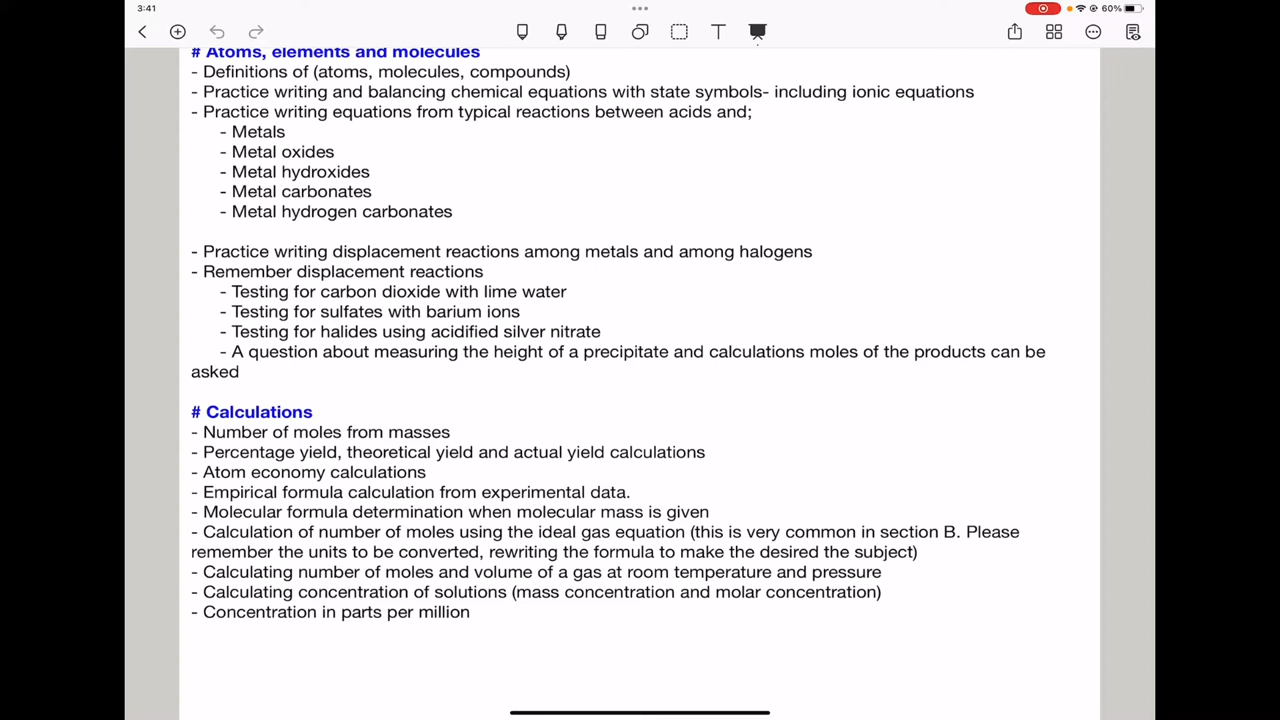 3:41
60%
# Atoms, elements and molecules
- Definitions of (atoms, molecules, compounds)
- Practice writing and balancing chemical equations with state symbols- including ionic equations
- Practice writing equations from typical reactions between acids and;
- Metals
- Metal oxides
- Metal hydroxides
- Metal carbonates
- Metal hydrogen carbonates
- Practice writing displacement reactions among metals and among halogens
- Remember displacement reactions
- Testing for carbon dioxide with lime water
- Testing for sulfates with barium ions
- Testing for halides using acidified silver nitrate
- A question about measuring the height of a precipitate and calculations moles of the products can be
asked
# Calculations
- Number of moles from masses
- Percentage yield, theoretical yield and actual yield calculations
- Atom economy calculations
- Empirical formula calculation from experimental data.
- Molecular formula determination when molecular mass is given
- Calculation of number of moles using the ideal gas equation (this is very common in section B. Please
remember the units to be converted, rewriting the formula to make the desired the subject)
- Calculating number of moles and volume of a gas at room temperature and pressure
- Calculating concentration of solutions (mass concentration and molar concentration)
- Concentration in parts per million